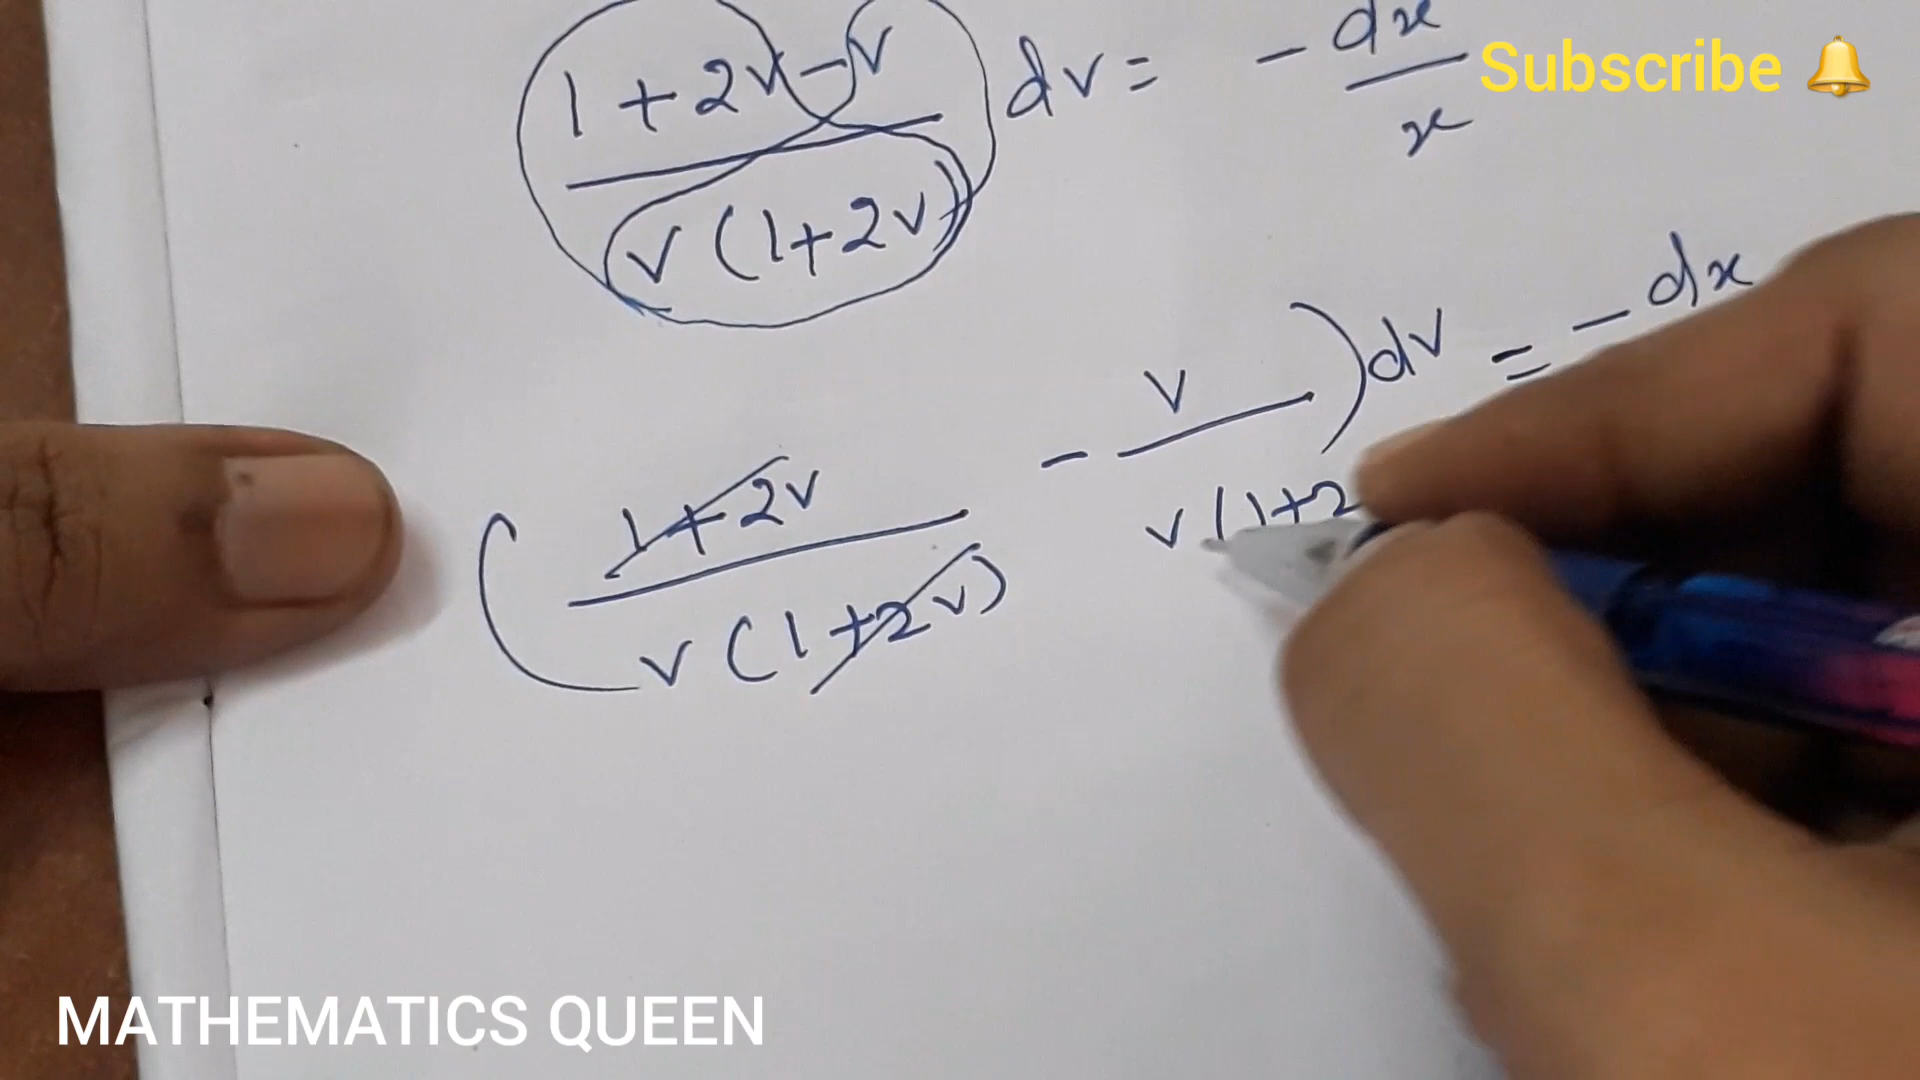 1 + 2v - v dv = - dx
v (1 + 2v) x
Subscribe 🔔
1 + 2v - v ) dv = - dx
( v (1 + 2v) v (1 + 2
MATHEMATICS QUEEN